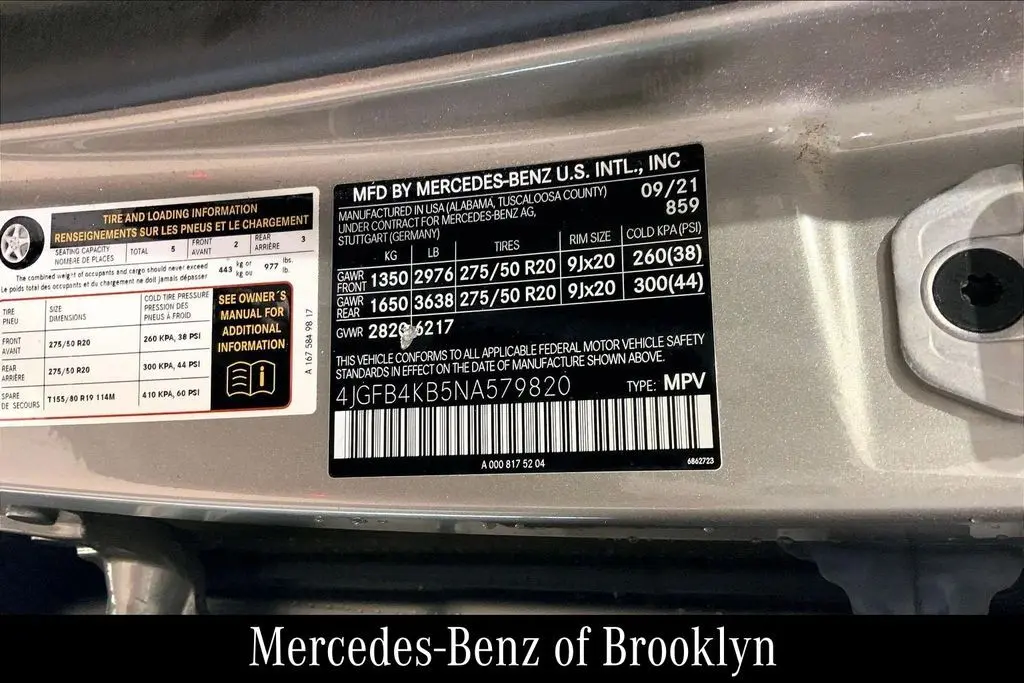 TIRE AND LOADING INFORMATION
RENSEIGNEMENTS SUR LES PNEUS ET LE CHARGEMENT
SEATING CAPACITY TOTAL 5 FRONT 2 REAR 3
NOMBRE DE PLACES AVANT ARRIÈRE
The combined weight of occupants and cargo should never exceed 443 kg or 977 lbs.
Le poids total des occupants et du chargement ne doit jamais dépasser kg ou lb.
TIRE SIZE COLD TIRE PRESSURE
PNEU DIMENSIONS PRESSION DES
PNEUS A FROID
FRONT 275/50 R20 260 KPA, 38 PSI
AVANT
REAR 275/50 R20 300 KPA, 44 PSI
ARRIÈRE
SPARE T155/80 R19 114M 410 KPA, 60 PSI
DE SECOURS
SEE OWNER'S
MANUAL FOR
ADDITIONAL
INFORMATION
i
A 167 584 98 17
MFD BY MERCEDES-BENZ U.S. INTL., INC
MANUFACTURED IN USA (ALABAMA, TUSCALOOSA COUNTY) 09/21
UNDER CONTRACT FOR MERCEDES-BENZ AG, 859
STUTTGART (GERMANY)
KG LB TIRES RIM SIZE COLD KPA (PSI)
GAWR FRONT 1350 2976 275/50 R20 9Jx20 260(38)
GAWR REAR 1650 3638 275/50 R20 9Jx20 300(44)
GVWR 6217
THIS VEHICLE CONFORMS TO ALL APPLICABLE FEDERAL MOTOR VEHICLE SAFETY
STANDARDS IN EFFECT ON THE DATE OF MANUFACTURE SHOWN ABOVE.
4JGFB4KB5NA579820 TYPE: MPV
A 000 817 52 04 6862723
Mercedes-Benz of Brooklyn